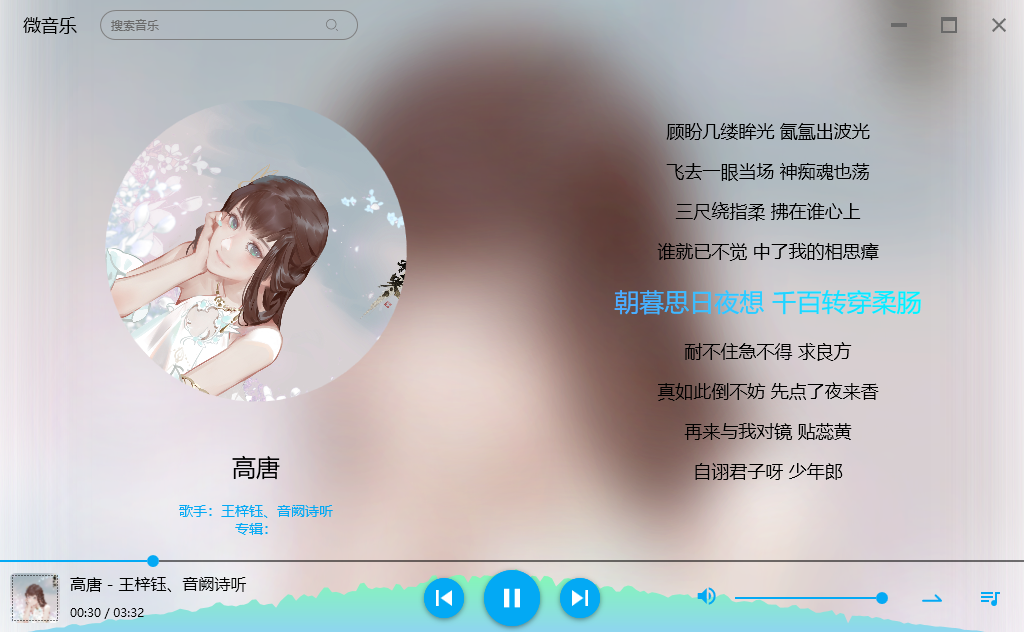 微音乐
搜索音乐
顾盼几缕眸光 氤氲出波光
飞去一眼当场 神痴魂也荡
三尺绕指柔 拂在谁心上
谁就已不觉 中了我的相思瘴
朝暮思日夜想 千百转穿柔肠
耐不住急不得 求良方
真如此倒不妨 先点了夜来香
再来与我对镜 贴蕊黄
自诩君子呀 少年郎
高唐
歌手：王梓钰、音阙诗听
专辑：
高唐 - 王梓钰、音阙诗听
00:30 / 03:32